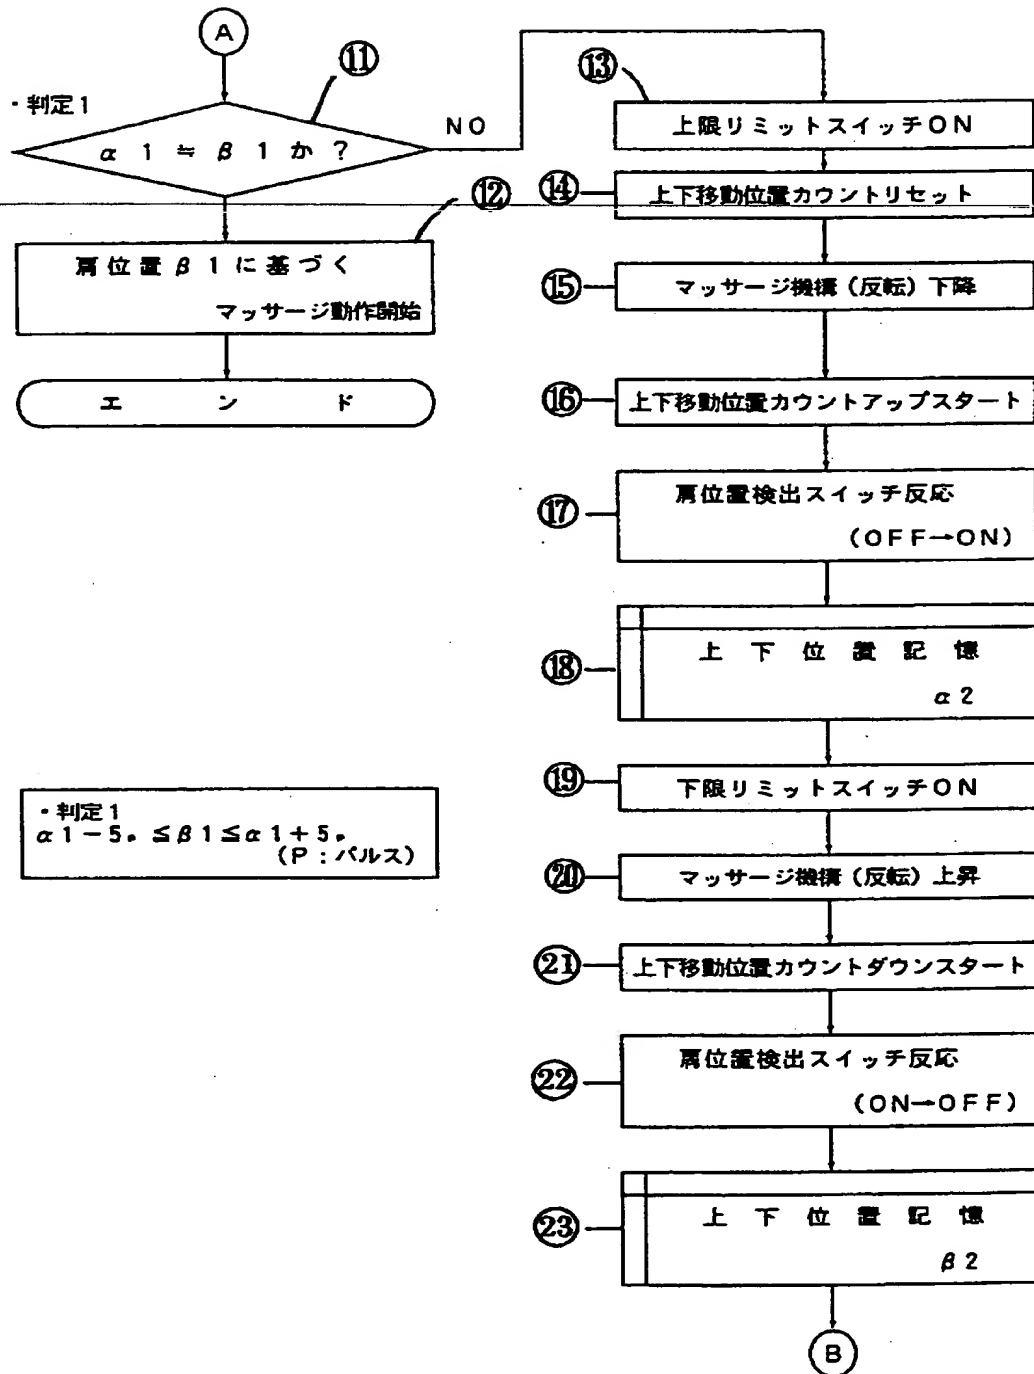 A
⑪
・判定1
α1≒β1か？
NO
⑫
肩位置β1に基づく
マッサージ動作開始
エンド
・判定1
α1-5P≦β1≦α1+5P
(P:パルス)
⑬
上限リミットスイッチON
⑭
上下移動位置カウントリセット
⑮
マッサージ機構(反転)下降
⑯
上下移動位置カウントアップスタート
⑰
肩位置検出スイッチ反応
(OFF→ON)
⑱
上下位置記憶
α2
⑲
下限リミットスイッチON
⑳
マッサージ機構(反転)上昇
㉑
上下移動位置カウントダウンスタート
㉒
肩位置検出スイッチ反応
(ON→OFF)
㉓
上下位置記憶
β2
B